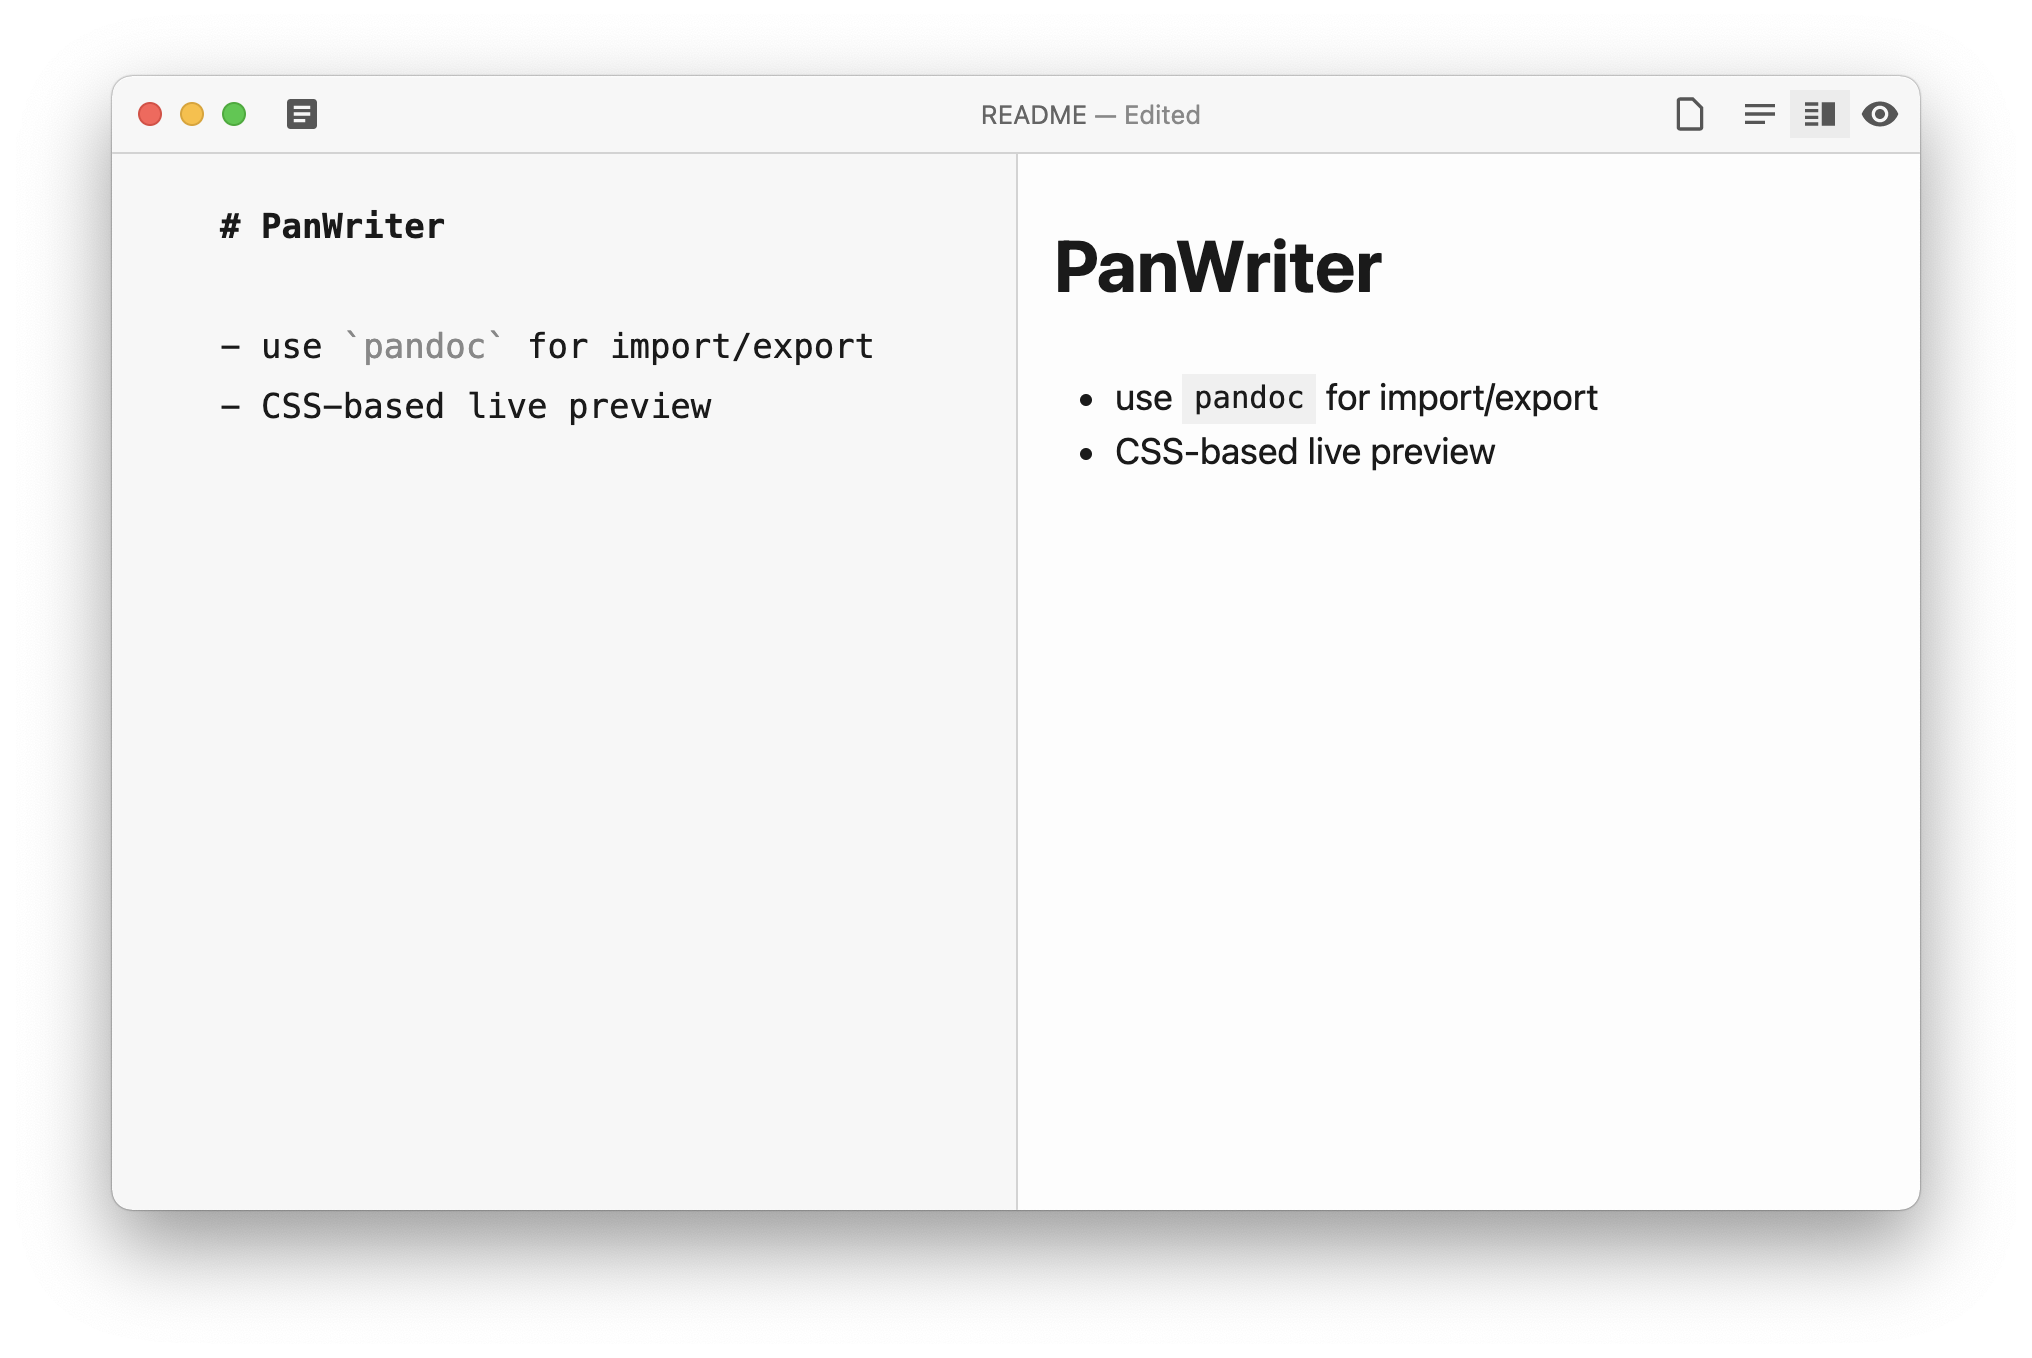 README — Edited
# PanWriter
- use `pandoc` for import/export
- CSS-based live preview
PanWriter
• use pandoc for import/export
• CSS-based live preview